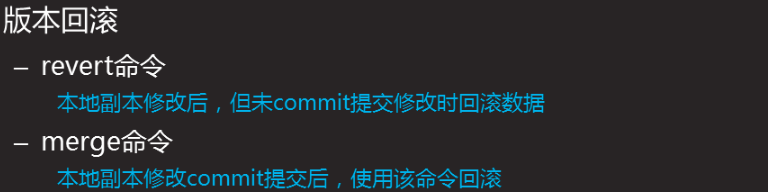 版本回滚
– revert命令
本地副本修改后，但未commit提交修改时回滚数据
– merge命令
本地副本修改commit提交后，使用该命令回滚